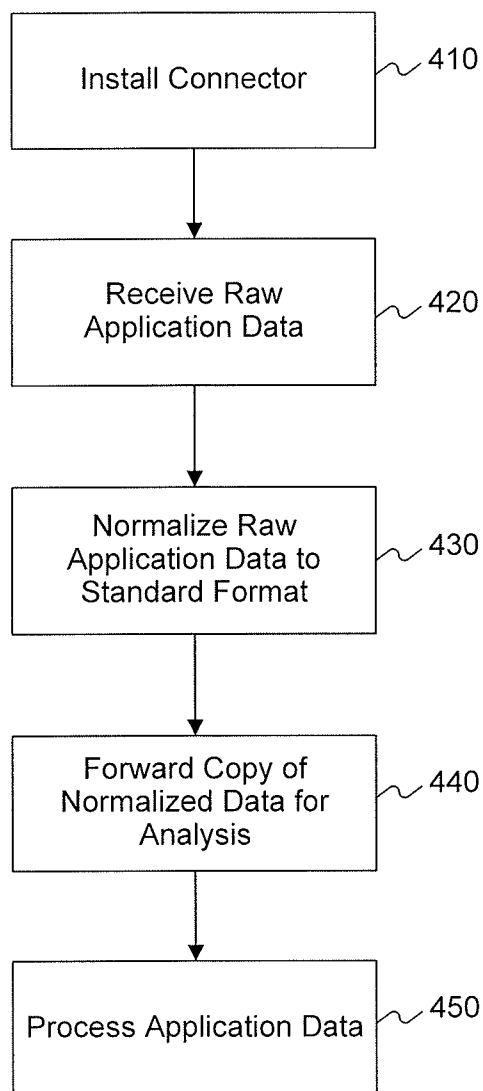 Install Connector
410
Receive Raw
Application Data
420
Normalize Raw
Application Data to
Standard Format
430
Forward Copy of
Normalized Data for
Analysis
440
Process Application Data
450